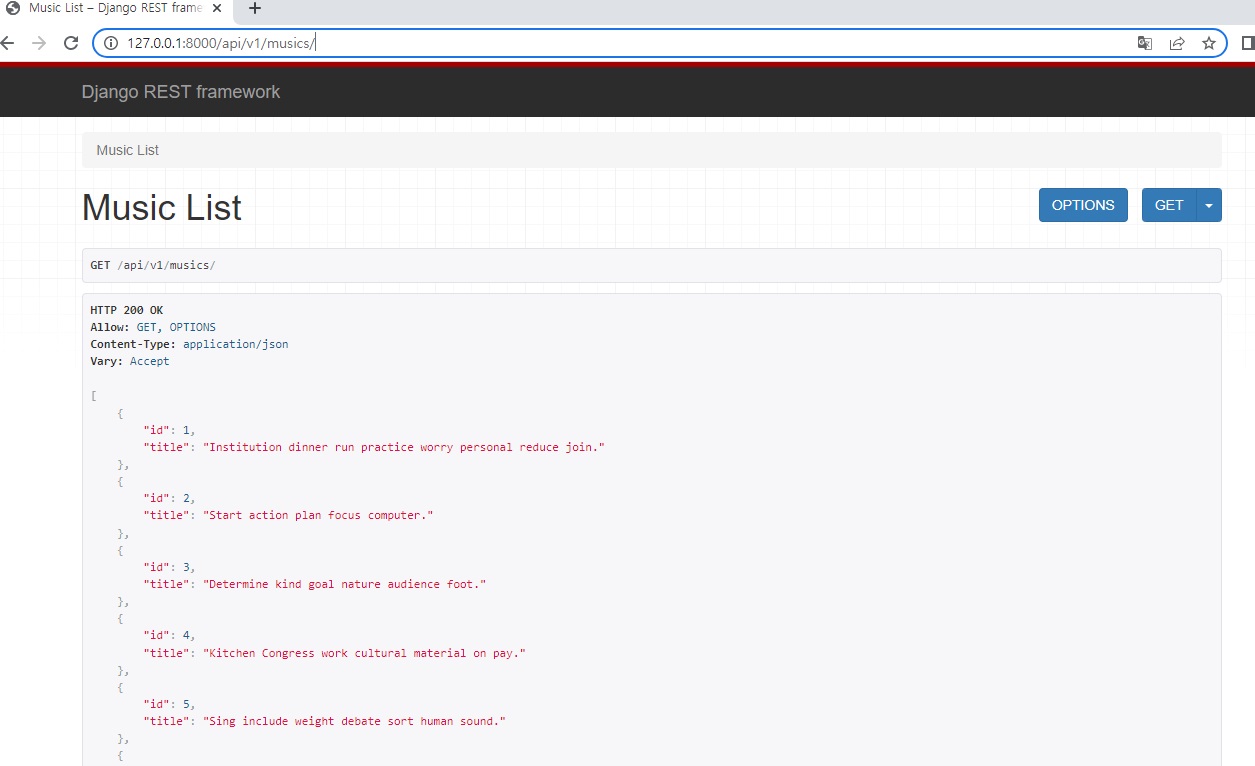 Music List – Django REST frame
127.0.0.1:8000/api/v1/musics/
Django REST framework
Music List
Music List
OPTIONS
GET
GET /api/v1/musics/
HTTP 200 OK
Allow: GET, OPTIONS
Content-Type: application/json
Vary: Accept
[
{
"id": 1,
"title": "Institution dinner run practice worry personal reduce join."
},
{
"id": 2,
"title": "Start action plan focus computer."
},
{
"id": 3,
"title": "Determine kind goal nature audience foot."
},
{
"id": 4,
"title": "Kitchen Congress work cultural material on pay."
},
{
"id": 5,
"title": "Sing include weight debate sort human sound."
},
{